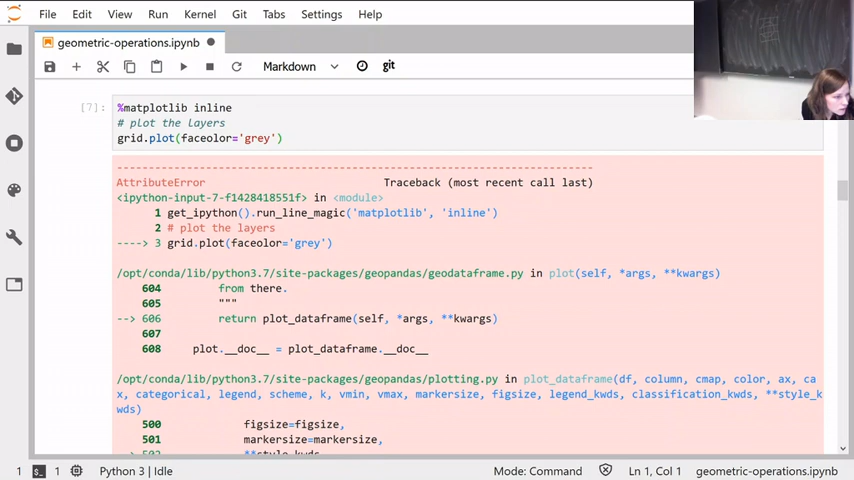 File Edit View Run Kernel Git Tabs Settings Help
geometric-operations.ipynb
Markdown git
[7]:
%matplotlib inline
# plot the layers
grid.plot(faceolor='grey')
---------------------------------------------------------------------------
AttributeError Traceback (most recent call last)
<ipython-input-7-f1428418551f> in <module>
1 get_ipython().run_line_magic('matplotlib', 'inline')
2 # plot the layers
----> 3 grid.plot(faceolor='grey')
/opt/conda/lib/python3.7/site-packages/geopandas/geodataframe.py in plot(self, *args, **kwargs)
604 from there.
605 """
--> 606 return plot_dataframe(self, *args, **kwargs)
607
608 plot.__doc__ = plot_dataframe.__doc__
/opt/conda/lib/python3.7/site-packages/geopandas/plotting.py in plot_dataframe(df, column, cmap, color, ax, ca
x, categorical, legend, scheme, k, vmin, vmax, markersize, figsize, legend_kwds, classification_kwds, **style_k
wds)
500 figsize=figsize,
501 markersize=markersize,
--> 502 **style_kwds
1 1 Python 3 | Idle Mode: Command Ln 1, Col 1 geometric-operations.ipynb